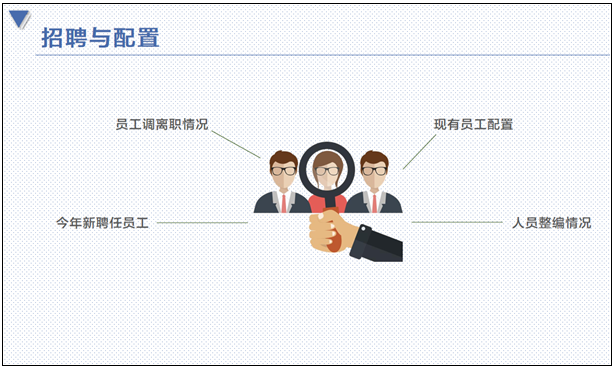 招聘与配置
员工调离职情况
现有员工配置
今年新聘任员工
人员整编情况